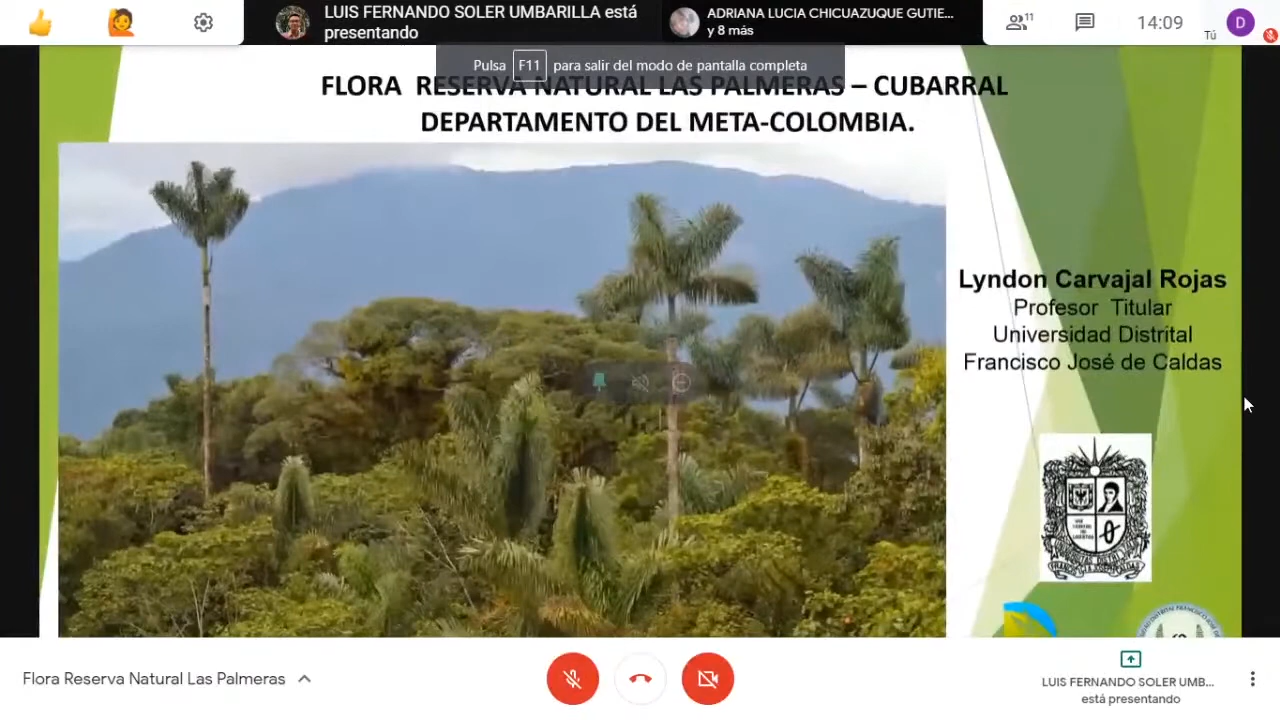 LUIS FERNANDO SOLER UMBARILLA está
presentando
ADRIANA LUCIA CHICUAZUQUE GUTIE...
y 8 más
11
14:09
Tú
D
Pulsa F11 para salir del modo de pantalla completa
FLORA RESERVA NATURAL LAS PALMERAS – CUBARRAL
DEPARTAMENTO DEL META-COLOMBIA.
Lyndon Carvajal Rojas
Profesor Titular
Universidad Distrital
Francisco José de Caldas
Flora Reserva Natural Las Palmeras
LUIS FERNANDO SOLER UMB...
está presentando